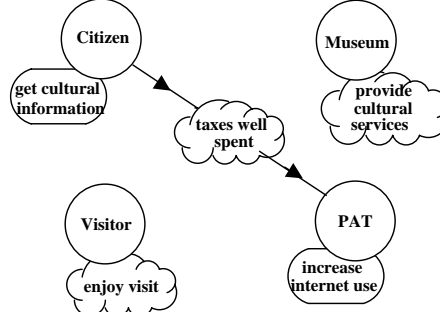 Citizen
Museum
get cultural
information
provide
cultural
services
taxes well
spent
Visitor
PAT
enjoy visit
increase
internet use